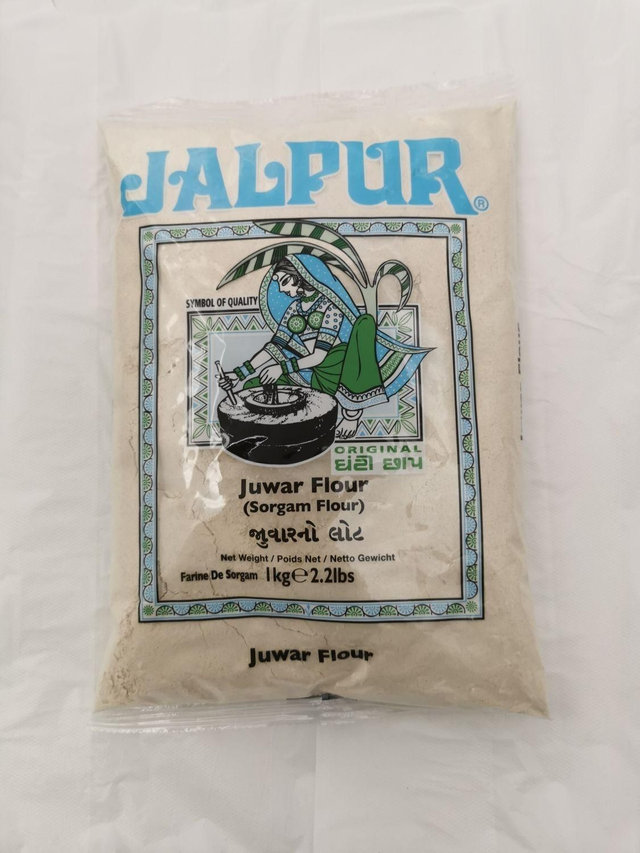 JALPUR®
SYMBOL OF QUALITY
ORIGINAL
ઘંટી છાપ
Juwar Flour
(Sorgam Flour)
જુવારનો લોટ
Net Weight / Poids Net / Netto Gewicht
Farine De Sorgam 1kg ℮ 2.2lbs
Juwar Flour